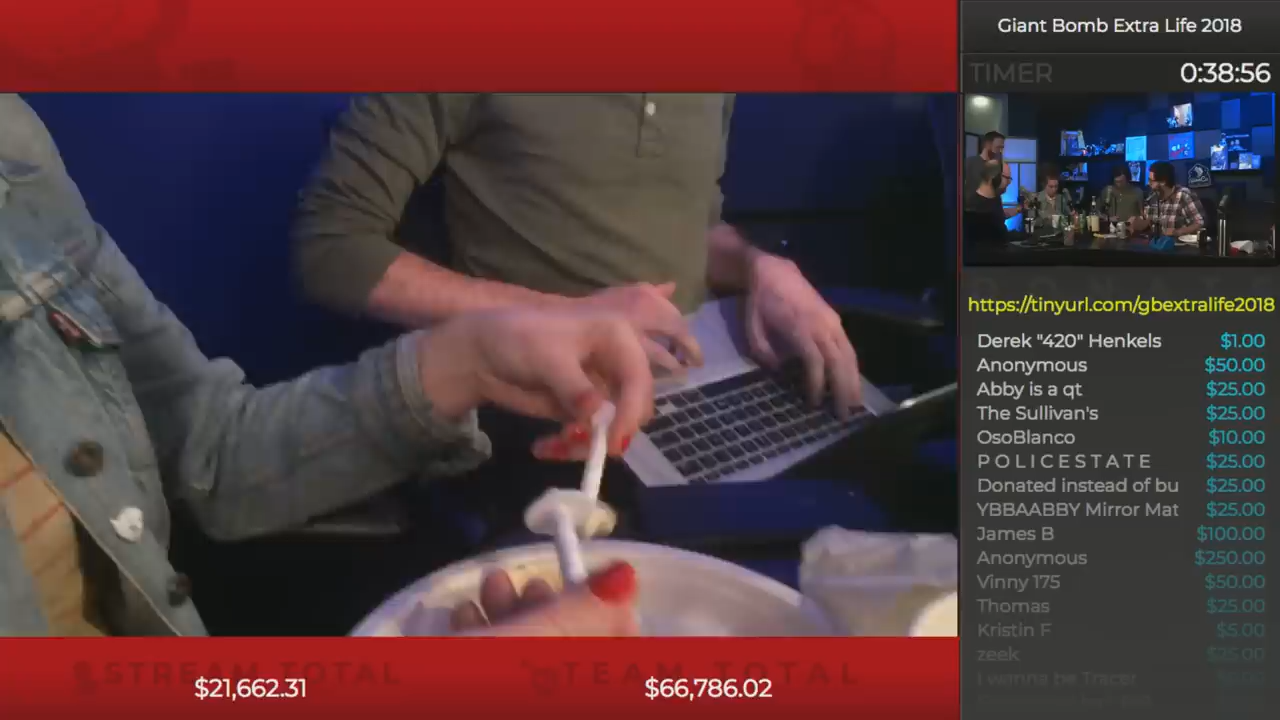 Giant Bomb Extra Life 2018
TIMER
0:38:56
https://tinyurl.com/gbextralife2018
Derek "420" Henkels $1.00
Anonymous $50.00
Abby is a qt $25.00
The Sullivan's $25.00
OsoBlanco $10.00
P O L I C E S T A T E $25.00
Donated instead of bu $25.00
YBBAABBY Mirror Mat $25.00
James B $100.00
Anonymous $250.00
Vinny 175 $50.00
Thomas $25.00
Kristin F $5.00
zeek $25.00
I wanna be Tracer
STREAM TOTAL
$21,662.31
TEAM TOTAL
$66,786.02